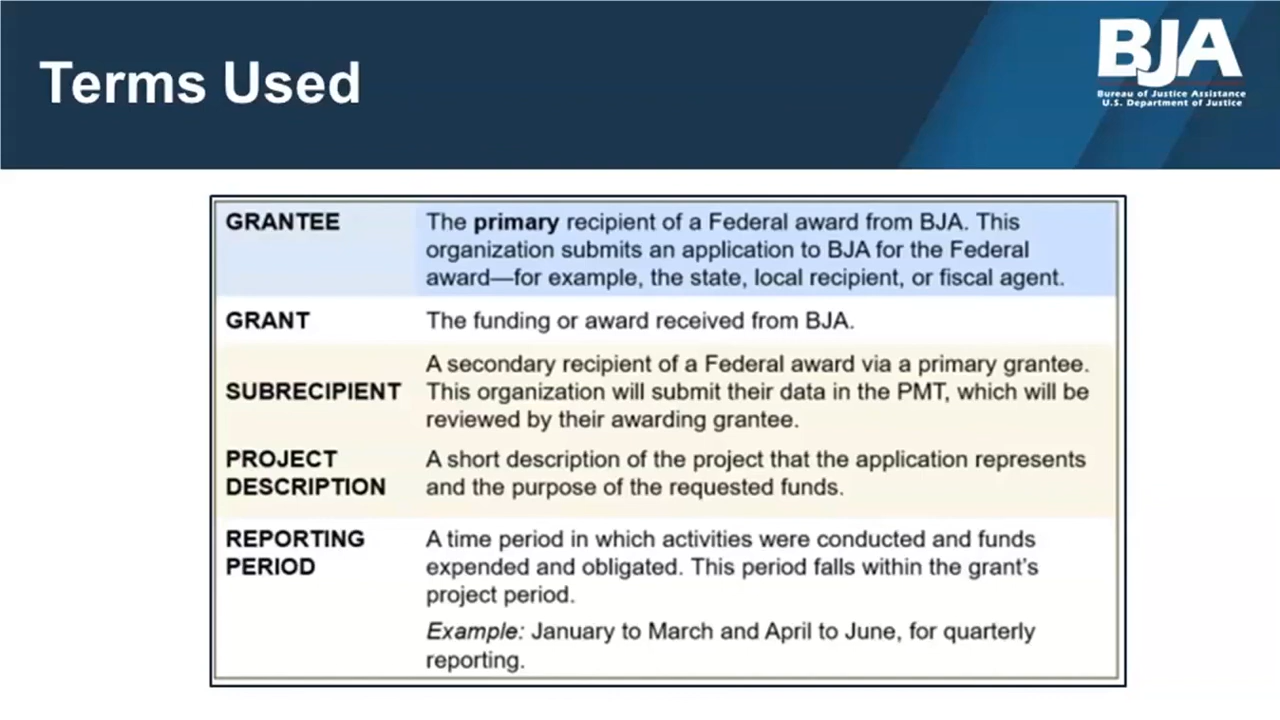 Terms Used
BJA
Bureau of Justice Assistance
U.S. Department of Justice
GRANTEE
The primary recipient of a Federal award from BJA. This
organization submits an application to BJA for the Federal
award—for example, the state, local recipient, or fiscal agent.
GRANT
The funding or award received from BJA.
SUBRECIPIENT
A secondary recipient of a Federal award via a primary grantee.
This organization will submit their data in the PMT, which will be
reviewed by their awarding grantee.
PROJECT
DESCRIPTION
A short description of the project that the application represents
and the purpose of the requested funds.
REPORTING
PERIOD
A time period in which activities were conducted and funds
expended and obligated. This period falls within the grant's
project period.
Example: January to March and April to June, for quarterly
reporting.